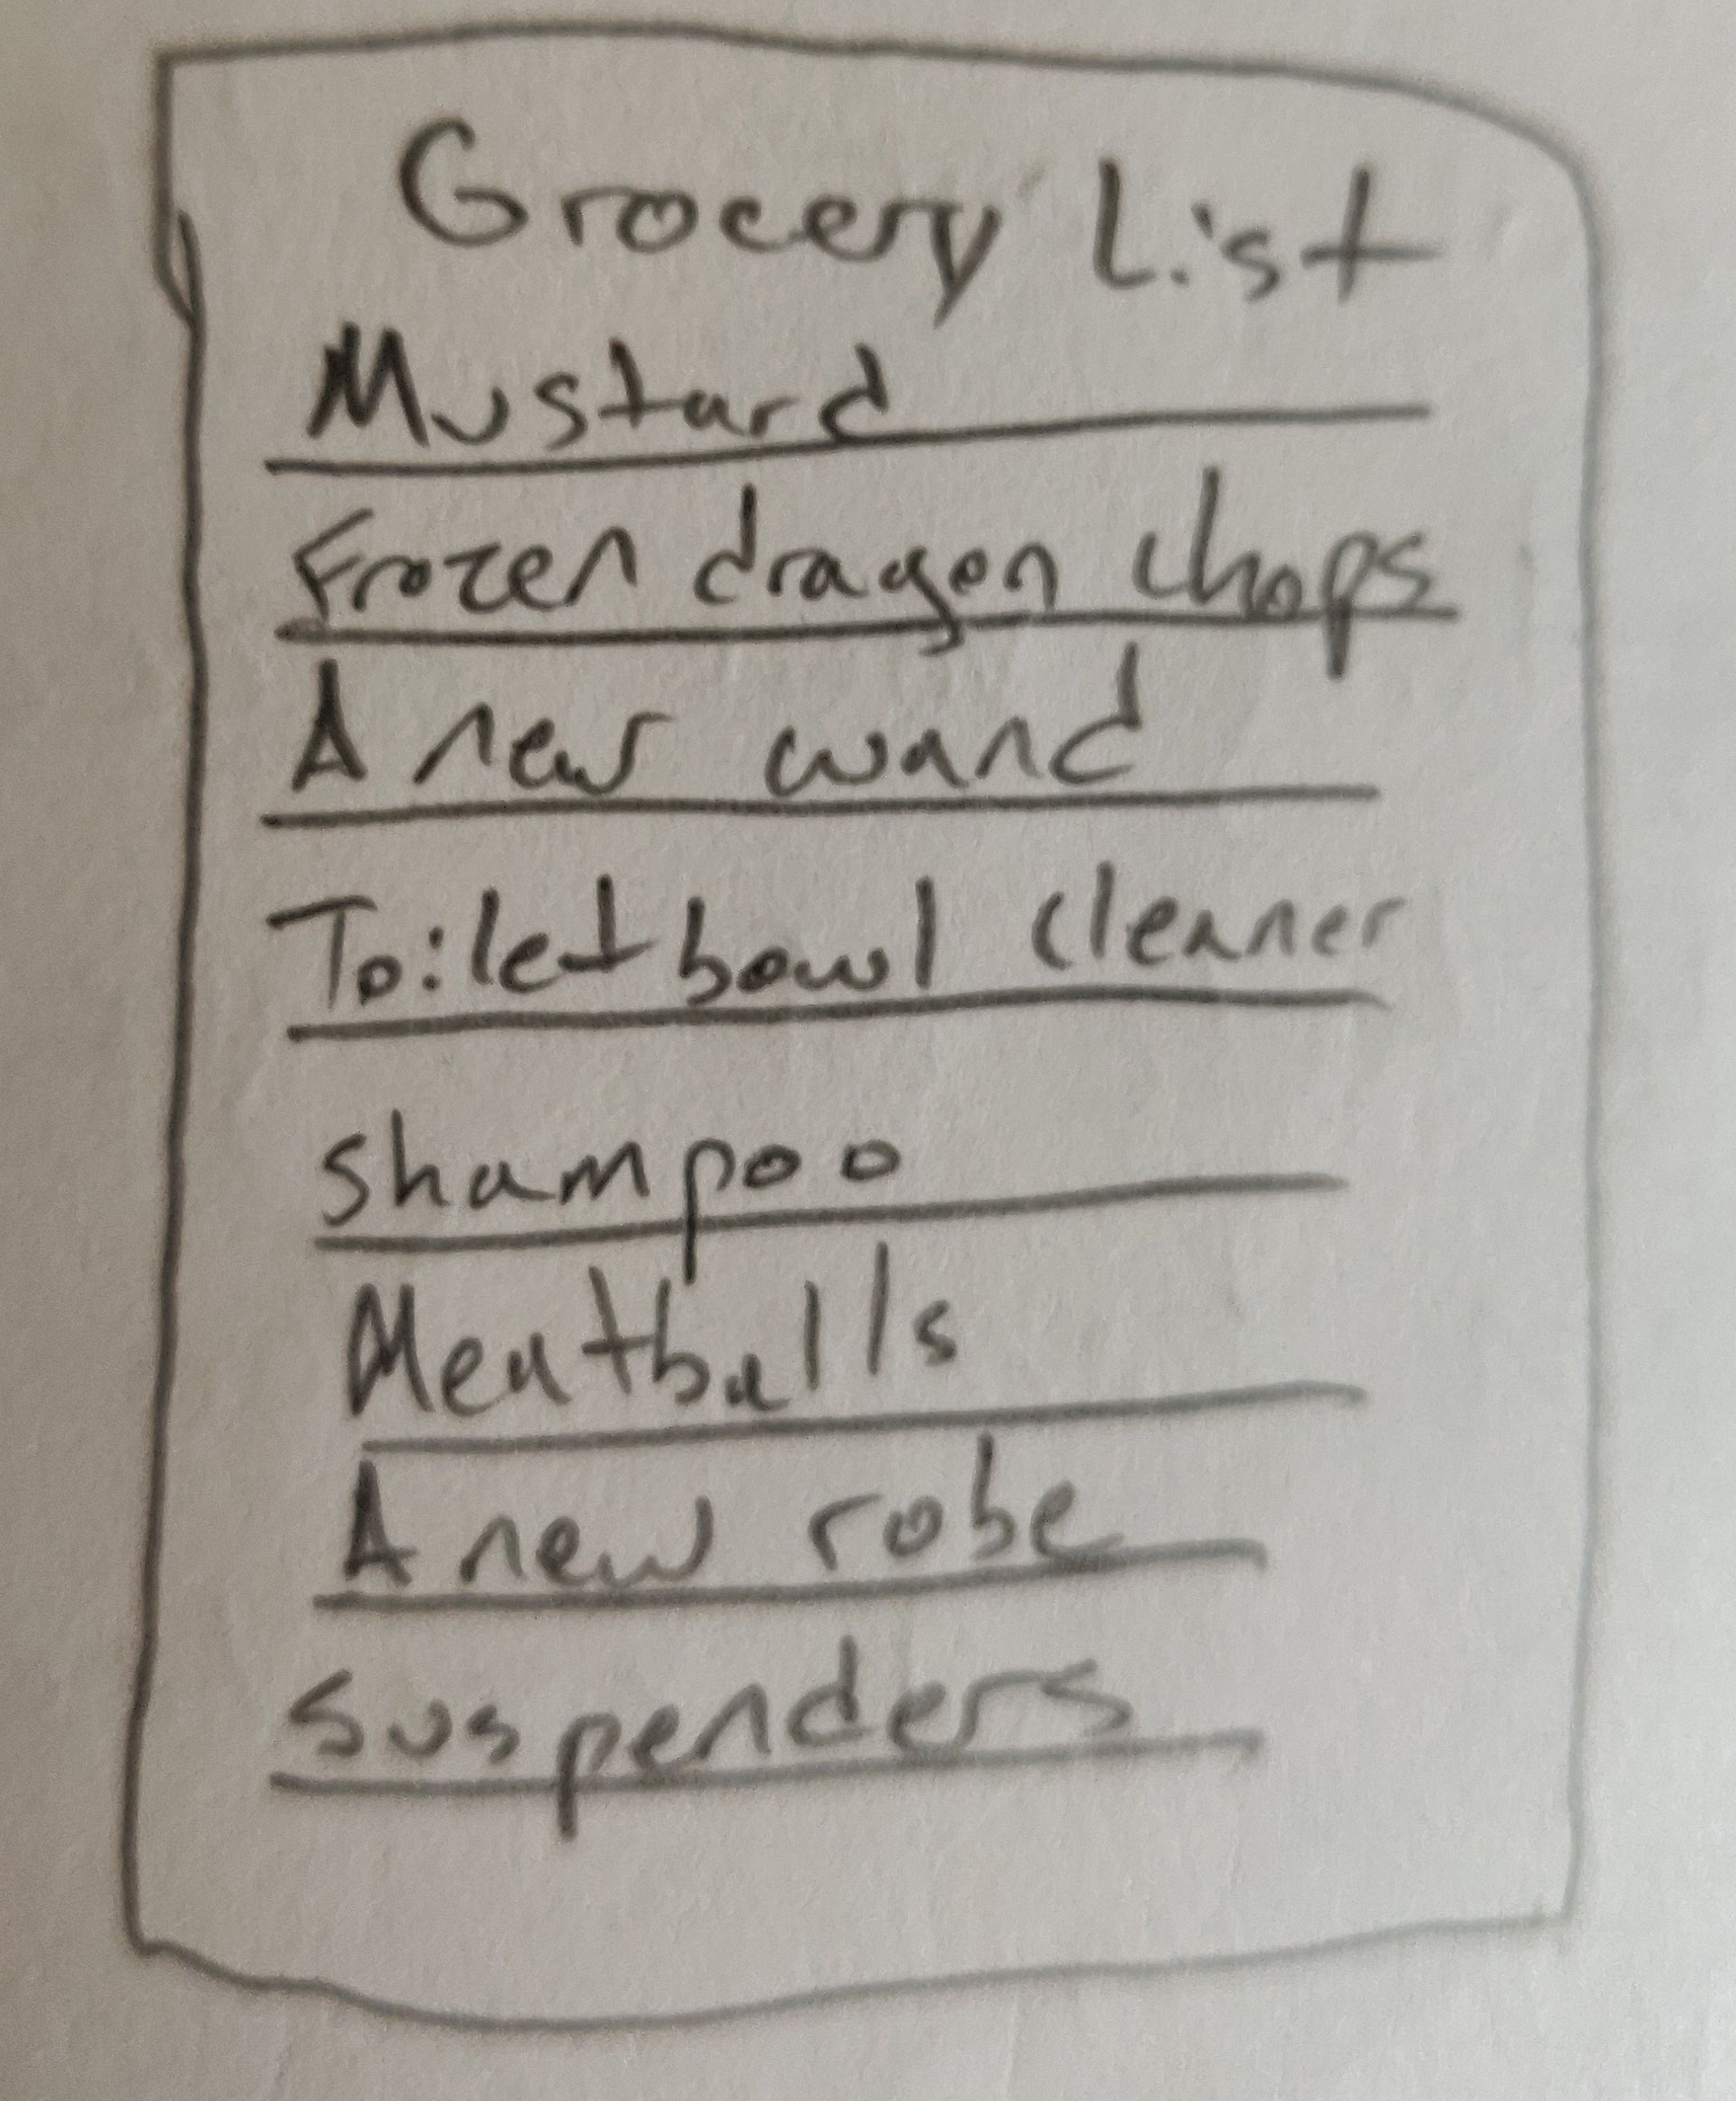 Grocery List
Mustard
Frozen dragon chops
A new wand
Toilet bowl cleaner
shampoo
Meatballs
A new robe
suspenders